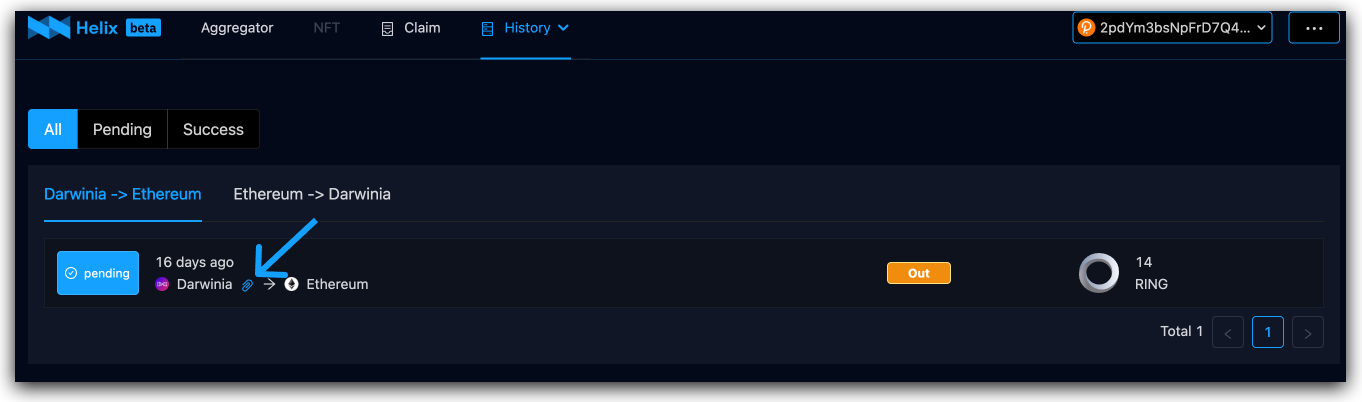 Helix beta Aggregator NFT Claim History 2pdYm3bsNpFrD7Q4... ...
All Pending Success
Darwinia -> Ethereum Ethereum -> Darwinia
pending
16 days ago
Darwinia → Ethereum
Out
14
RING
Total 1 < 1 >